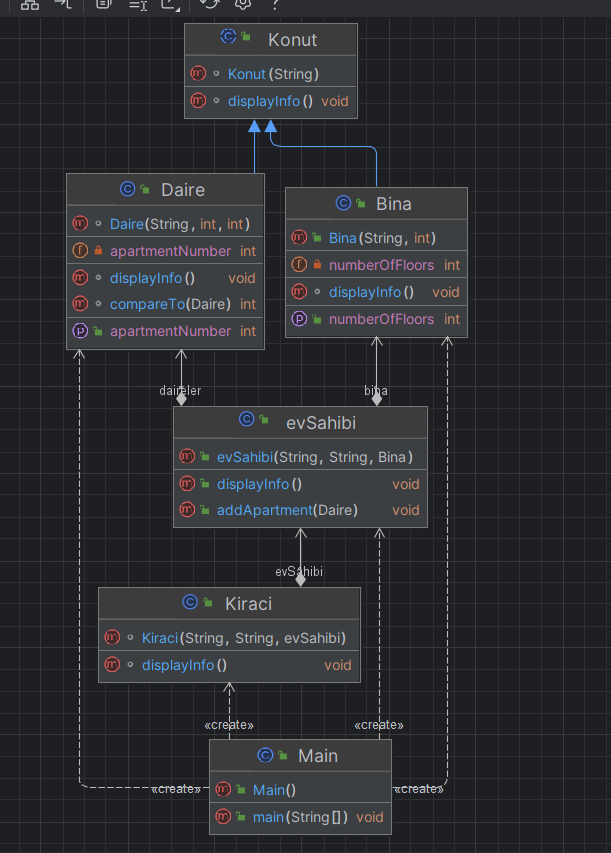 Konut
Konut(String)
displayInfo() void
Daire
Daire(String, int, int)
apartmentNumber int
displayInfo() void
compareTo(Daire) int
apartmentNumber int
Bina
Bina(String, int)
numberOfFloors int
displayInfo() void
numberOfFloors int
daireler
bina
evSahibi
evSahibi(String, String, Bina)
displayInfo() void
addApartment(Daire) void
evSahibi
Kiraci
Kiraci(String, String, evSahibi)
displayInfo() void
«create»
«create»
Main
«create»
«create»
Main()
main(String[]) void